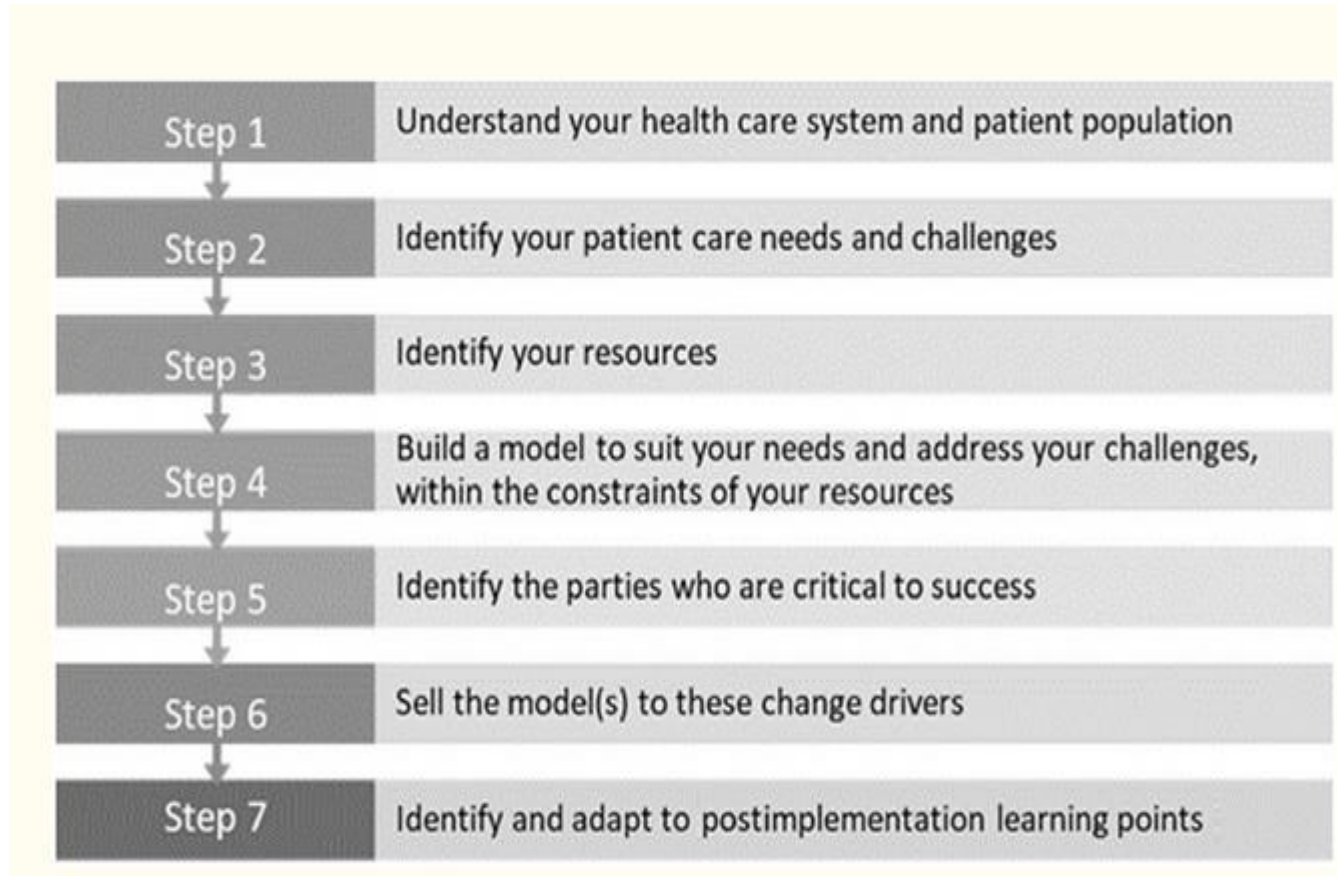 Step 1
Understand your health care system and patient population
Step 2
Identify your patient care needs and challenges
Step 3
Identify your resources
Step 4
Build a model to suit your needs and address your challenges,
within the constraints of your resources
Step 5
Identify the parties who are critical to success
Step 6
Sell the model(s) to these change drivers
Step 7
Identify and adapt to postimplementation learning points